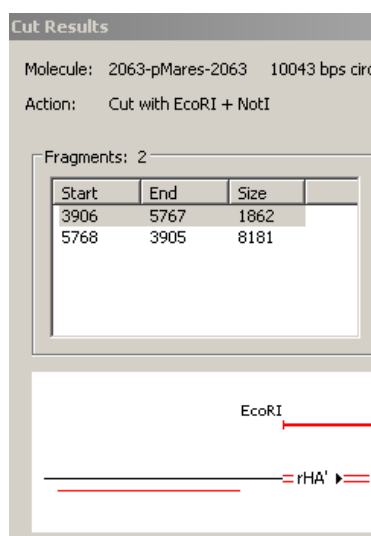 Cut Results
Molecule: 2063-pMares-2063 10043 bps circ
Action: Cut with EcoRI + NotI
Fragments: 2
Start End Size
3906 5767 1862
5768 3905 8181
EcoRI
rHA'